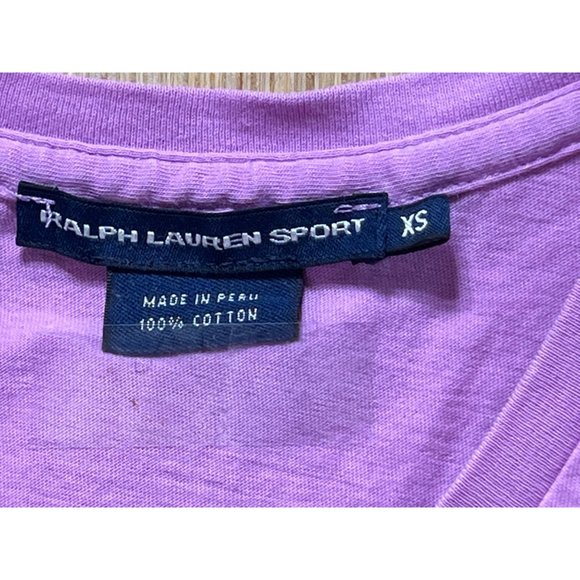 RALPH LAUREN SPORT
XS
MADE IN PERU
100% COTTON